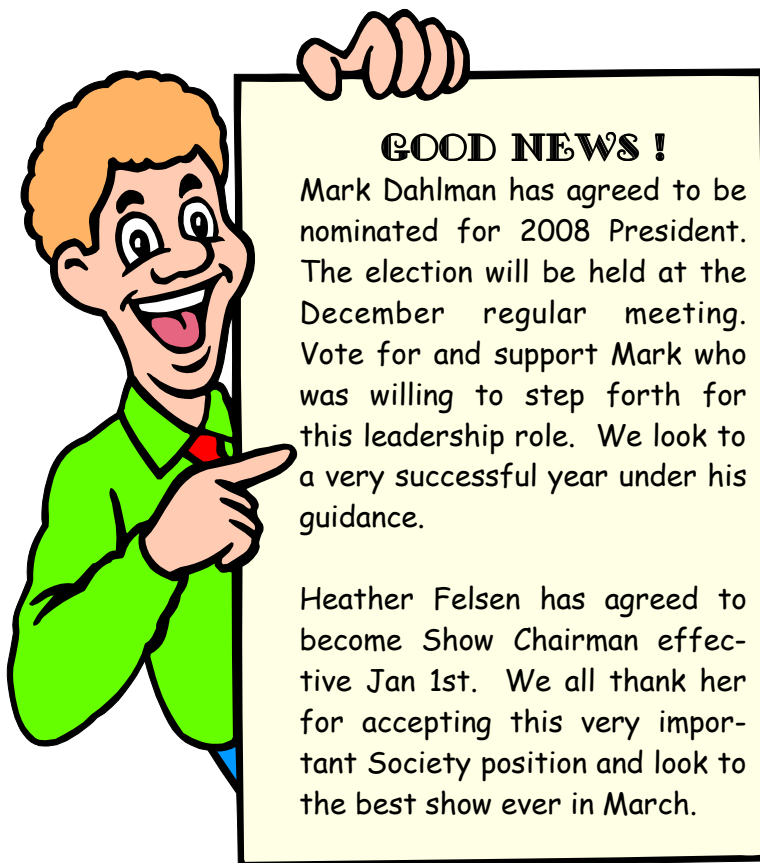 GOOD NEWS !
Mark Dahlman has agreed to be
nominated for 2008 President.
The election will be held at the
December regular meeting.
Vote for and support Mark who
was willing to step forth for
this leadership role. We look to
a very successful year under his
guidance.
Heather Felsen has agreed to
become Show Chairman effec-
tive Jan 1st. We all thank her
for accepting this very impor-
tant Society position and look to
the best show ever in March.